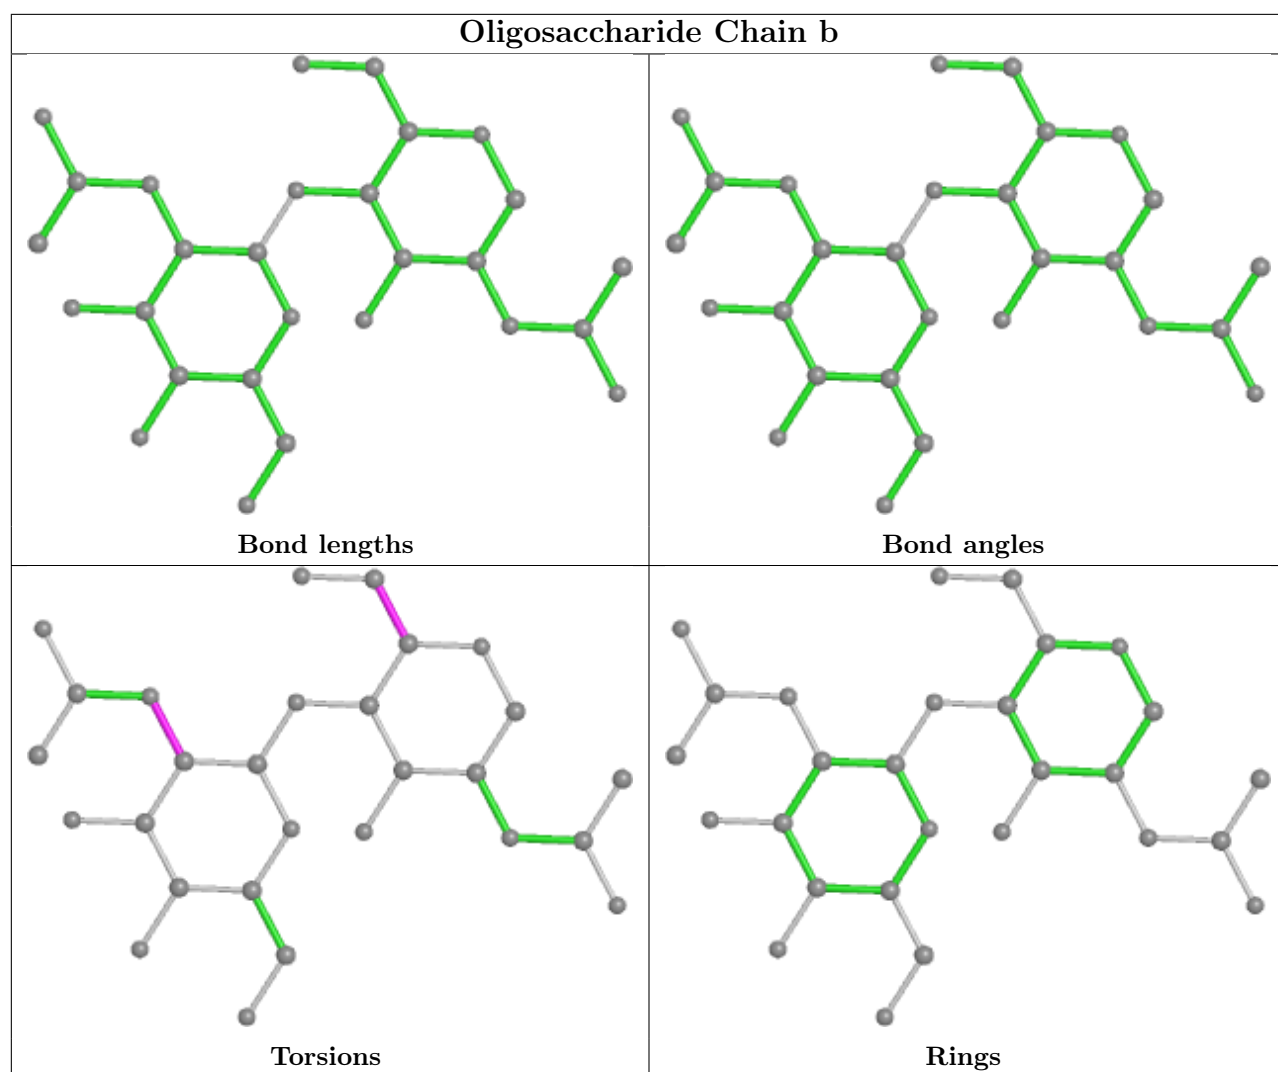 Oligosaccharide Chain b
Bond lengths
Bond angles
Torsions
Rings